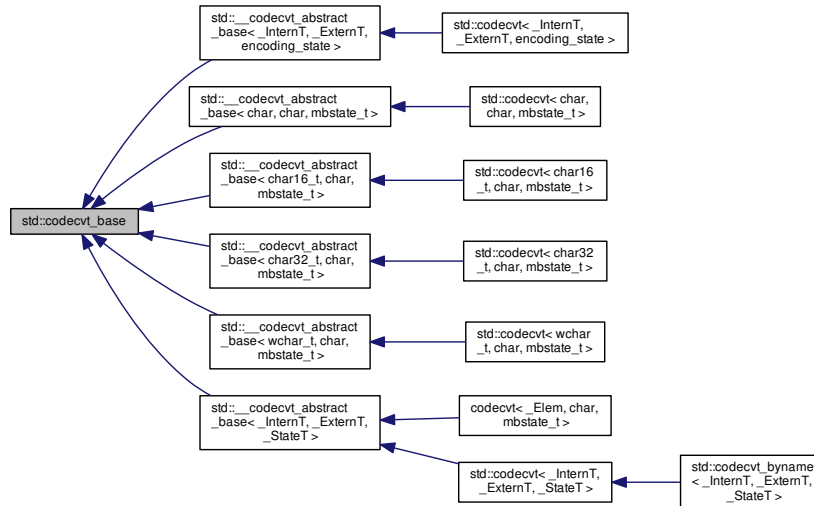 std::__codecvt_abstract
_base< _InternT, _ExternT,
encoding_state >
std::codecvt< _InternT,
_ExternT, encoding_state >
std::__codecvt_abstract
_base< char, char, mbstate_t >
std::codecvt< char,
char, mbstate_t >
std::__codecvt_abstract
_base< char16_t, char,
mbstate_t >
std::codecvt< char16
_t, char, mbstate_t >
std::codecvt_base
std::__codecvt_abstract
_base< char32_t, char,
mbstate_t >
std::codecvt< char32
_t, char, mbstate_t >
std::__codecvt_abstract
_base< wchar_t, char,
mbstate_t >
std::codecvt< wchar
_t, char, mbstate_t >
std::__codecvt_abstract
_base< _InternT, _ExternT,
_StateT >
codecvt< _Elem, char,
mbstate_t >
std::codecvt< _InternT,
_ExternT, _StateT >
std::codecvt_byname
< _InternT, _ExternT,
_StateT >